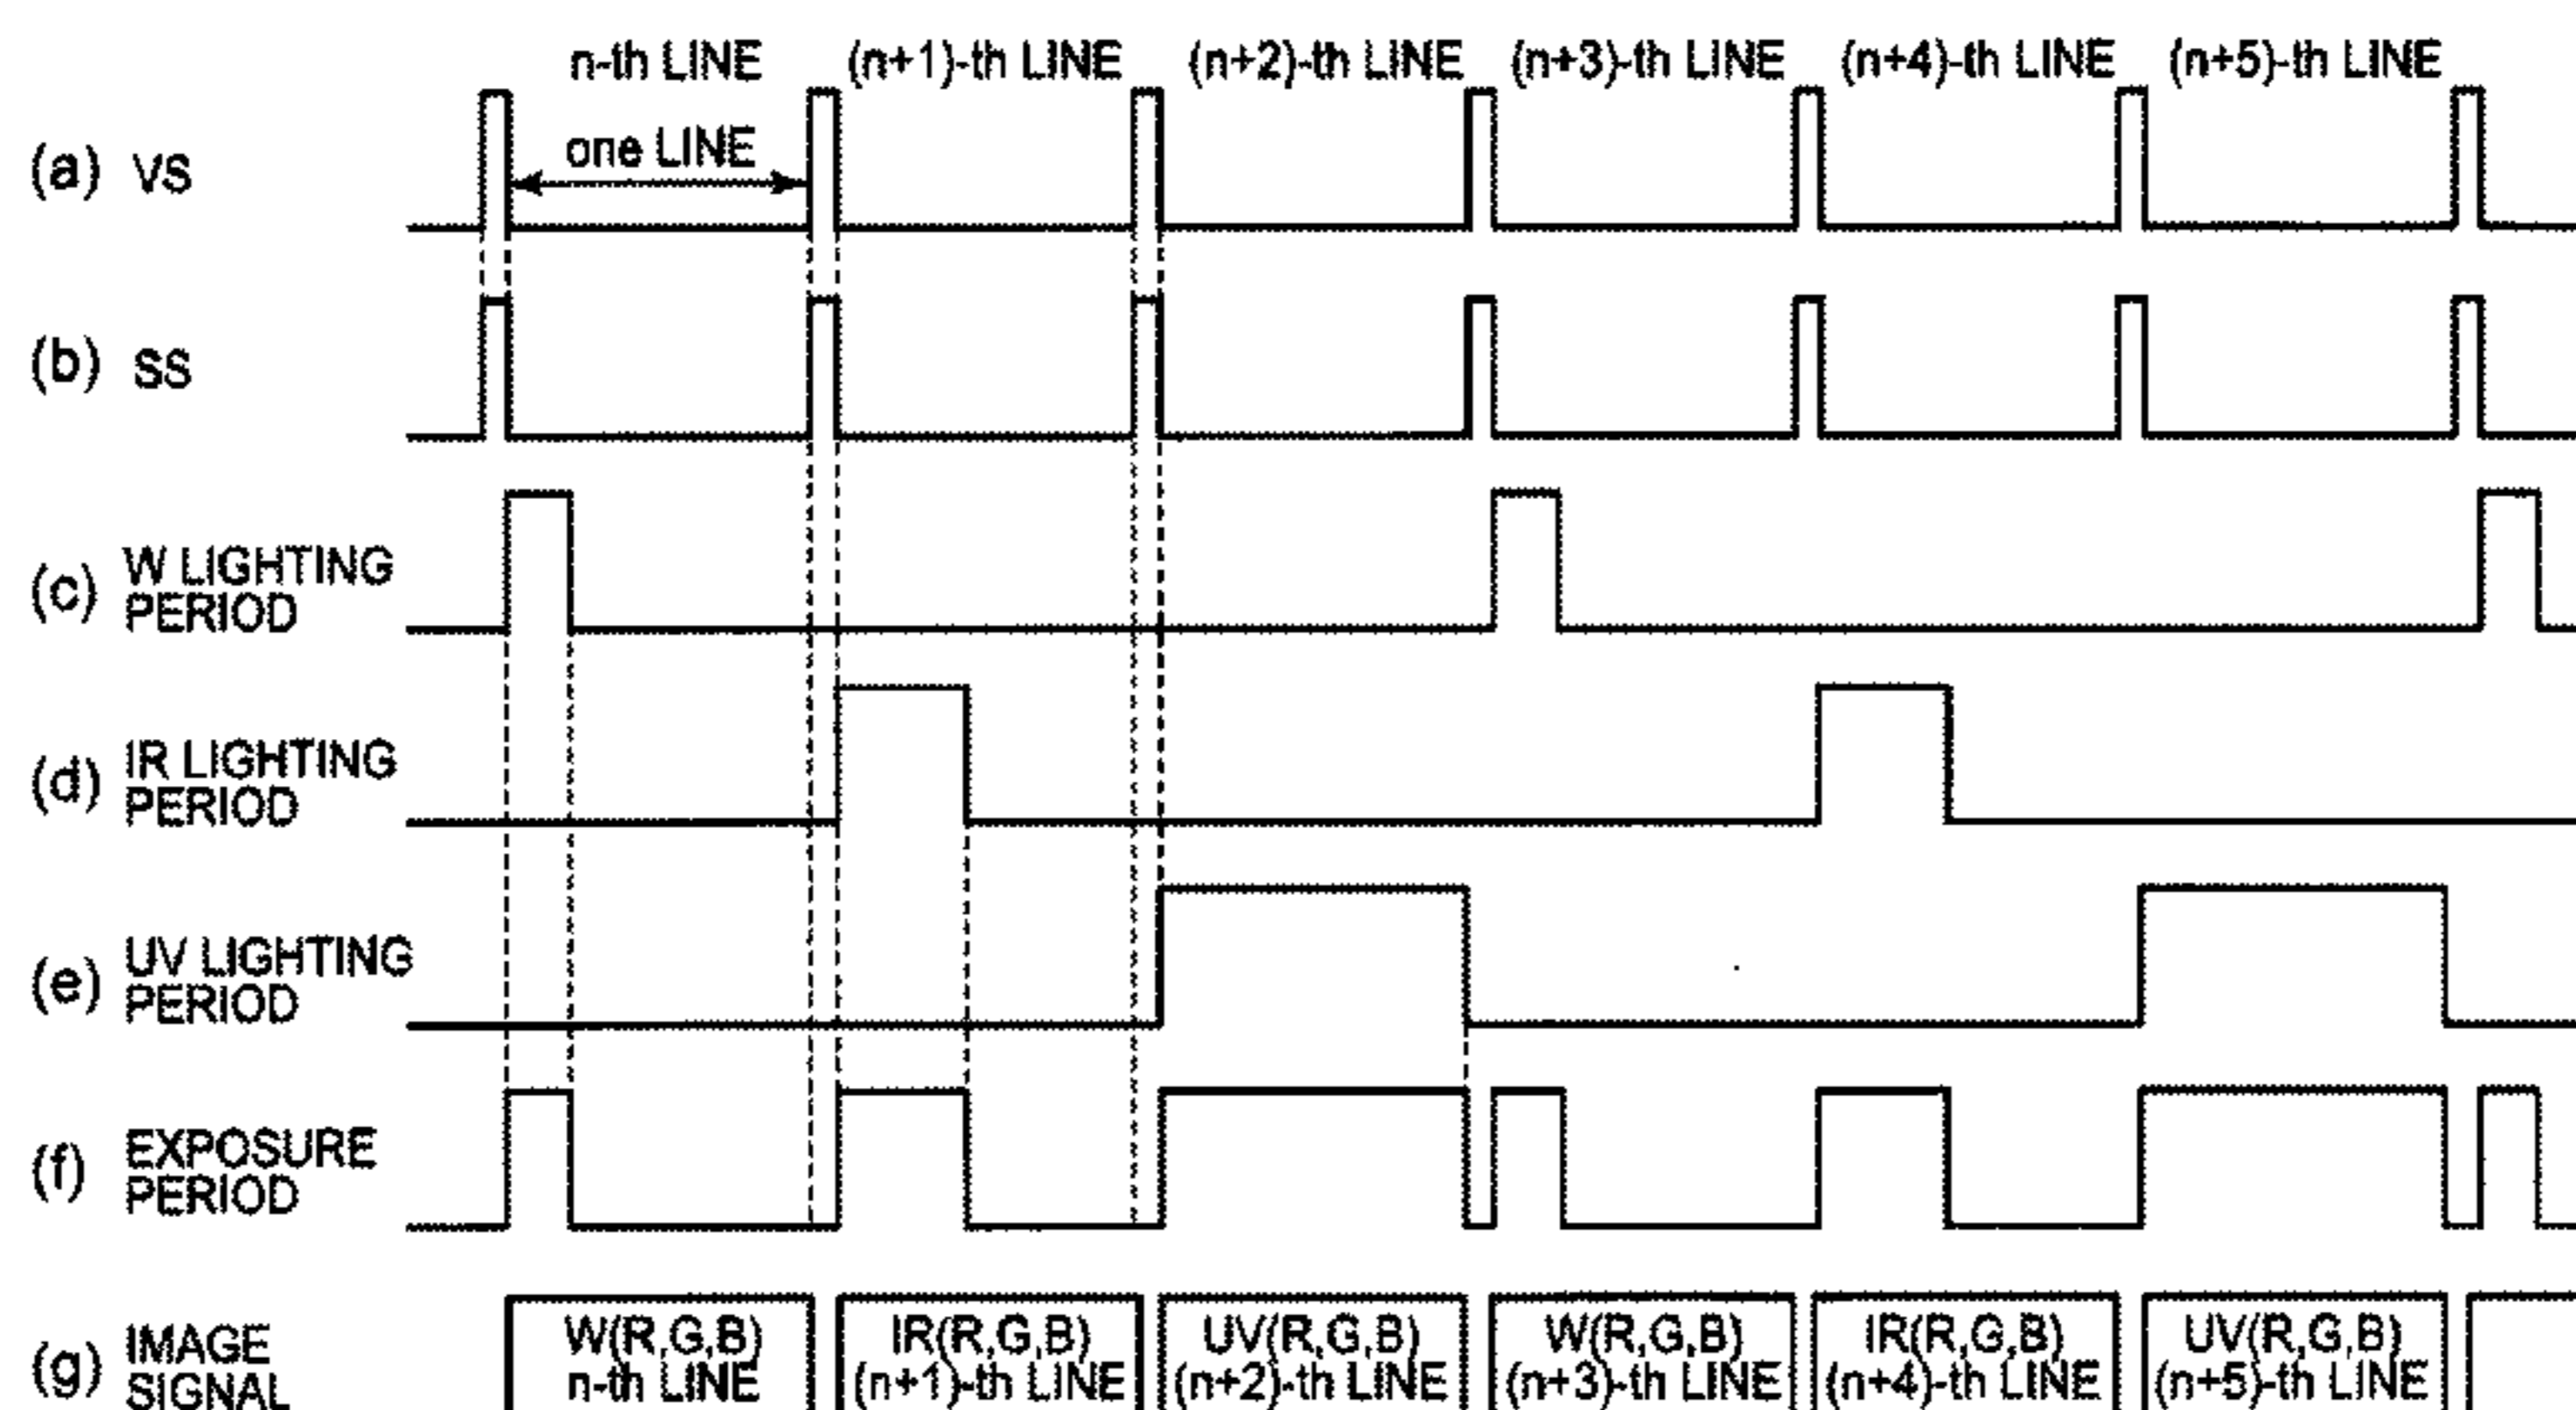 n-th LINE (n+1)-th LINE (n+2)-th LINE (n+3)-th LINE (n+4)-th LINE (n+5)-th LINE
one LINE
(a) VS
(b) SS
(c) W LIGHTING
PERIOD
(d) IR LIGHTING
PERIOD
(e) UV LIGHTING
PERIOD
(f) EXPOSURE
PERIOD
(g) IMAGE
SIGNAL
W(R,G,B) IR(R,G,B) UV(R,G,B) W(R,G,B) IR(R,G,B) UV(R,G,B)
n-th LINE (n+1)-th LINE (n+2)-th LINE (n+3)-th LINE (n+4)-th LINE (n+5)-th LINE